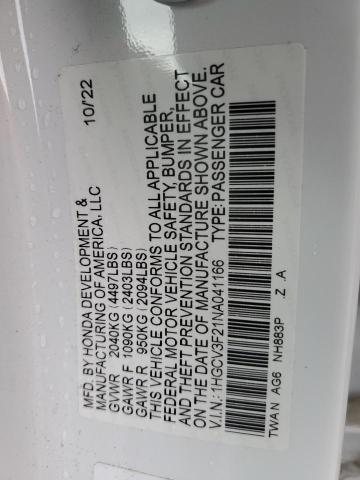 MFD. BY HONDA DEVELOPMENT &
MANUFACTURING OF AMERICA, LLC 10/'22
GVWR 2040KG (4497LBS)
GAWR F 1090KG (2403LBS)
GAWR R 950KG (2094LBS)
THIS VEHICLE CONFORMS TO ALL APPLICABLE
FEDERAL MOTOR VEHICLE SAFETY, BUMPER,
AND THEFT PREVENTION STANDARDS IN EFFECT
ON THE DATE OF MANUFACTURE SHOWN ABOVE.
V.I.N.: 1HGCV3F21NA041166 TYPE: PASSENGER CAR
TWAN AG6 NH883P Z .A